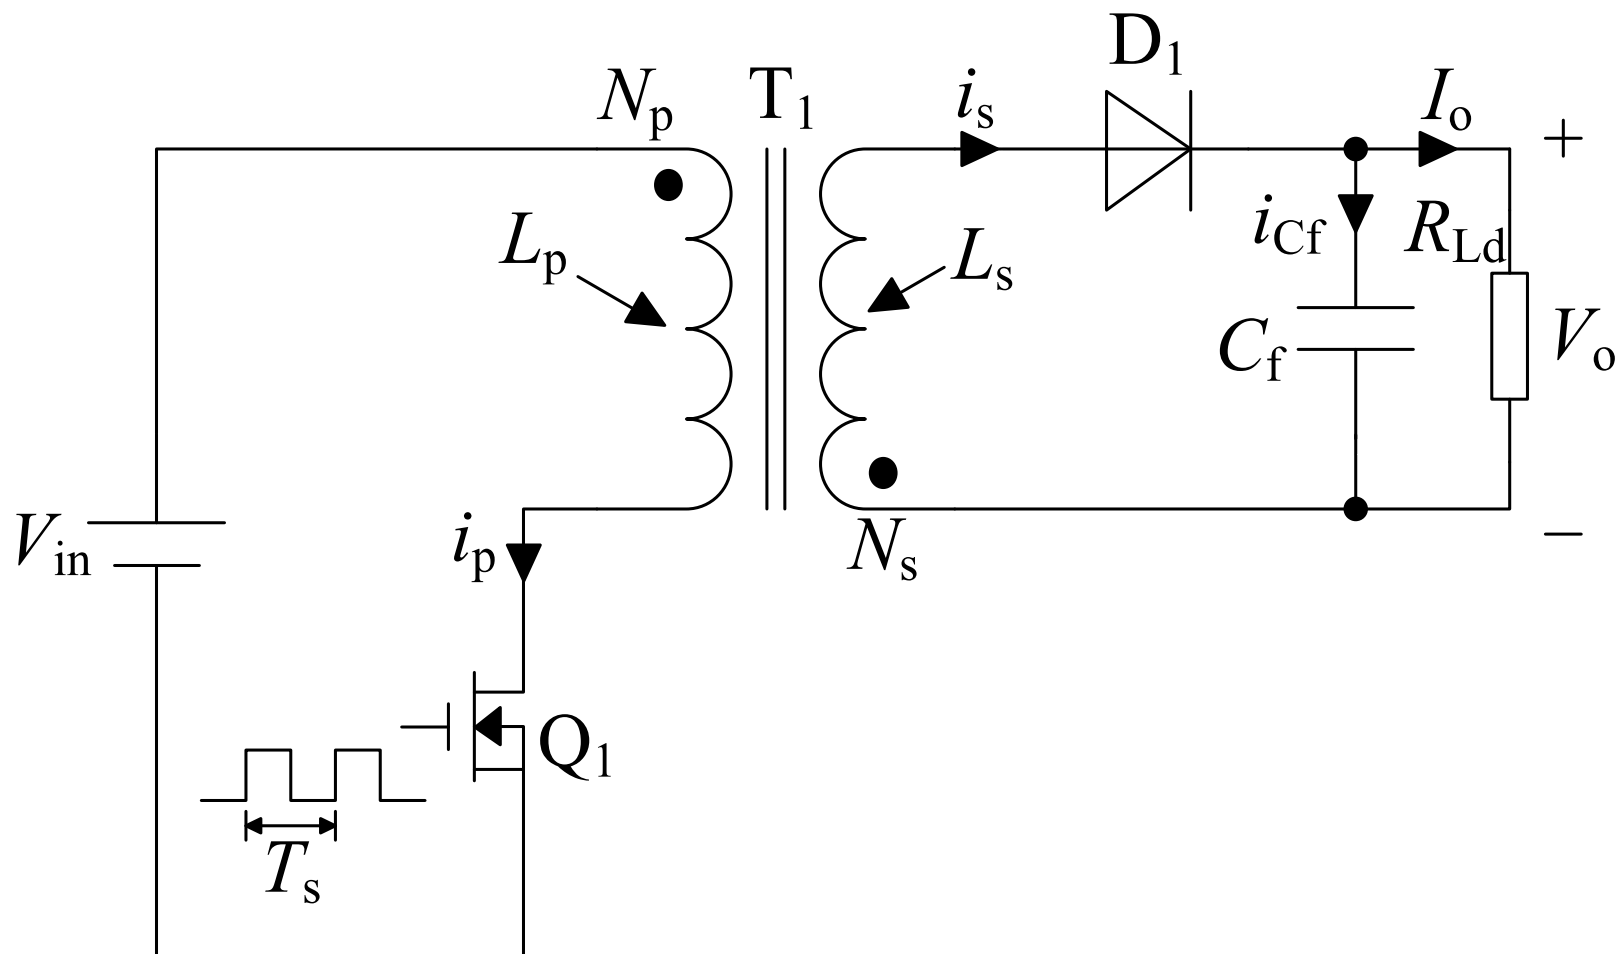 D1
Np
T1
is
Io
+
Lp
Ls
iCf
RLd
Cf
Vo
Vin
ip
Ns
−
Q1
Ts